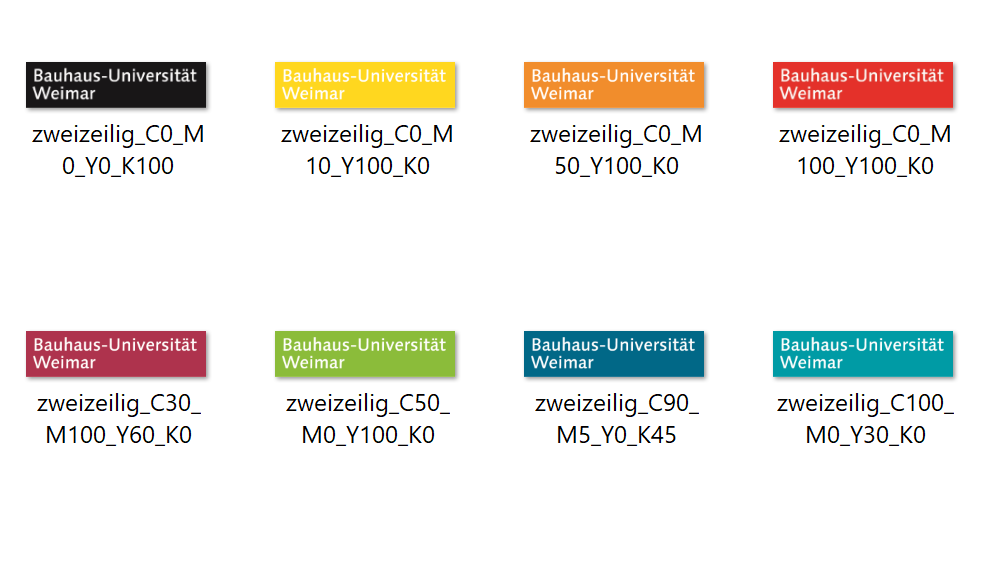 Bauhaus-Universität
Weimar
zweizeilig_C0_M
0_Y0_K100
Bauhaus-Universität
Weimar
zweizeilig_C0_M
10_Y100_K0
Bauhaus-Universität
Weimar
zweizeilig_C0_M
50_Y100_K0
Bauhaus-Universität
Weimar
zweizeilig_C0_M
100_Y100_K0
Bauhaus-Universität
Weimar
zweizeilig_C30_
M100_Y60_K0
Bauhaus-Universität
Weimar
zweizeilig_C50_
M0_Y100_K0
Bauhaus-Universität
Weimar
zweizeilig_C90_
M5_Y0_K45
Bauhaus-Universität
Weimar
zweizeilig_C100_
M0_Y30_K0